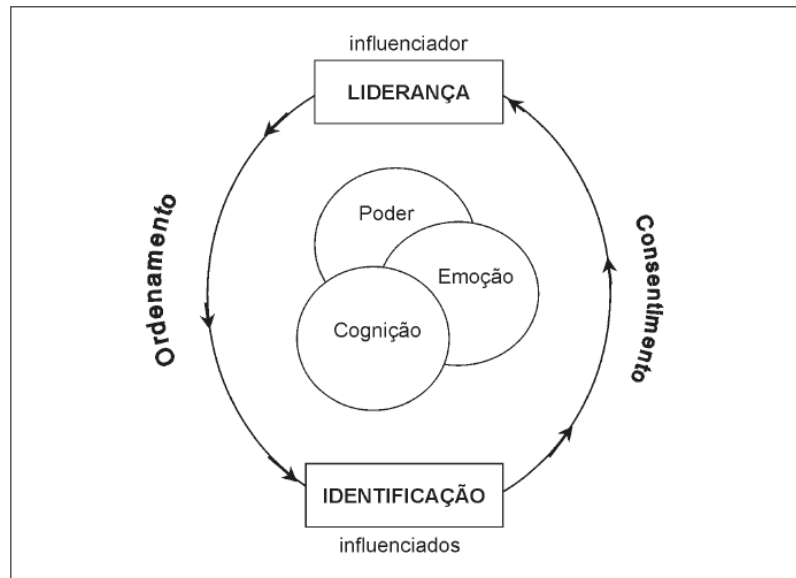 influenciador
LIDERANÇA
Ordenamento
Poder
Emoção
Cognição
Consentimento
IDENTIFICAÇÃO
influenciados